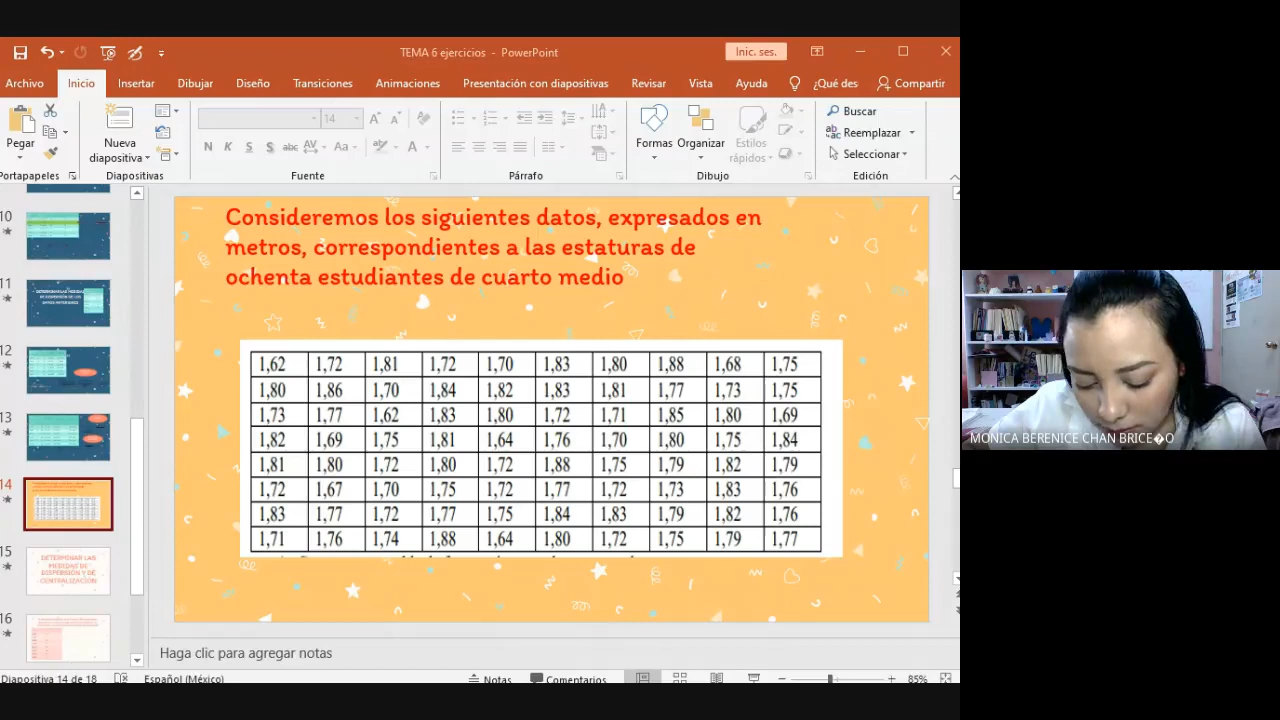 TEMA 6 ejercicios - PowerPoint
Inic. ses.
Archivo Inicio Insertar Dibujar Diseño Transiciones Animaciones Presentación con diapositivas Revisar Vista Ayuda ¿Qué des Compartir
Pegar
Portapapeles
Nueva
diapositiva
Diapositivas
14
N K S S abc AV Aa A
Fuente
Párrafo
Formas Organizar Estilos
rápidos
Dibujo
Buscar
Reemplazar
Seleccionar
Edición
10
11
12
13
14
15
DETERMINAR LAS
MEDIDAS DE
DISPERSIÓN Y DE
CENTRALIZACIÓN
16
Consideremos los siguientes datos, expresados en
metros, correspondientes a las estaturas de
ochenta estudiantes de cuarto medio
1,62 1,72 1,81 1,72 1,70 1,83 1,80 1,88 1,68 1,75
1,80 1,86 1,70 1,84 1,82 1,83 1,81 1,77 1,73 1,75
1,73 1,77 1,62 1,83 1,80 1,72 1,71 1,85 1,80 1,69
1,82 1,69 1,75 1,81 1,64 1,76 1,70 1,80 1,75 1,84
1,81 1,80 1,72 1,80 1,72 1,88 1,75 1,79 1,82 1,79
1,72 1,67 1,70 1,75 1,72 1,77 1,72 1,73 1,83 1,76
1,83 1,77 1,72 1,77 1,75 1,84 1,83 1,79 1,82 1,76
1,71 1,76 1,74 1,88 1,64 1,80 1,72 1,75 1,79 1,77
Haga clic para agregar notas
Diapositiva 14 de 18 Español (México) Notas Comentarios 85%
MONICA BERENICE CHAN BRICE�O